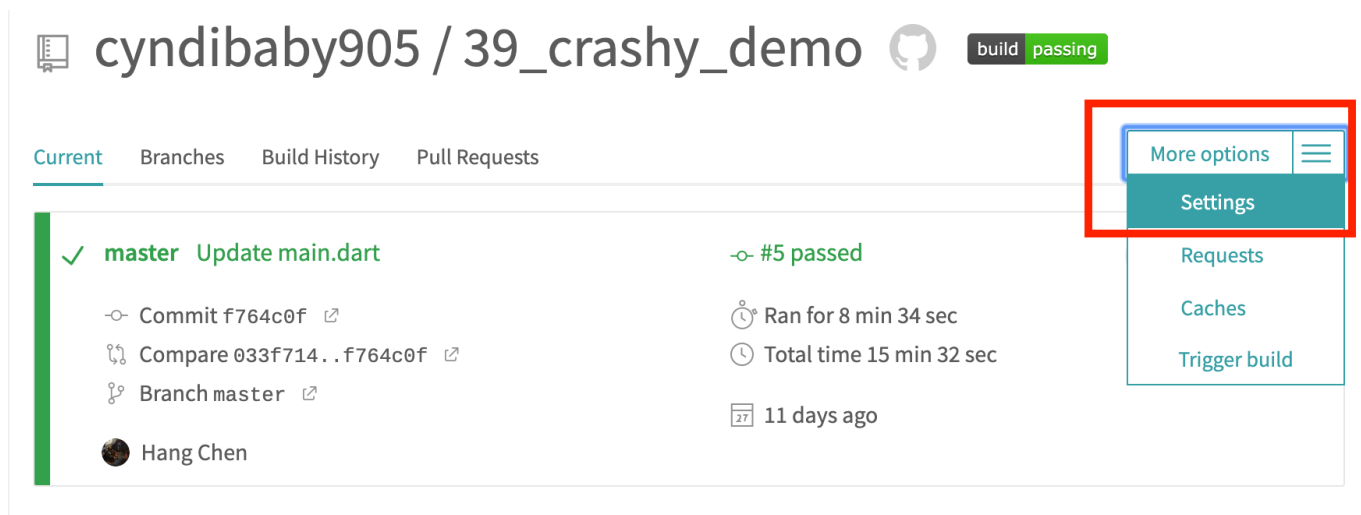 cyndibaby905 / 39_crashy_demo build passing
Current Branches Build History Pull Requests
More options
Settings
Requests
Caches
Trigger build
master Update main.dart
Commit f764c0f
Compare 033f714..f764c0f
Branch master
Hang Chen
#5 passed
Ran for 8 min 34 sec
Total time 15 min 32 sec
27
11 days ago